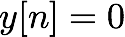 y[n] = 0